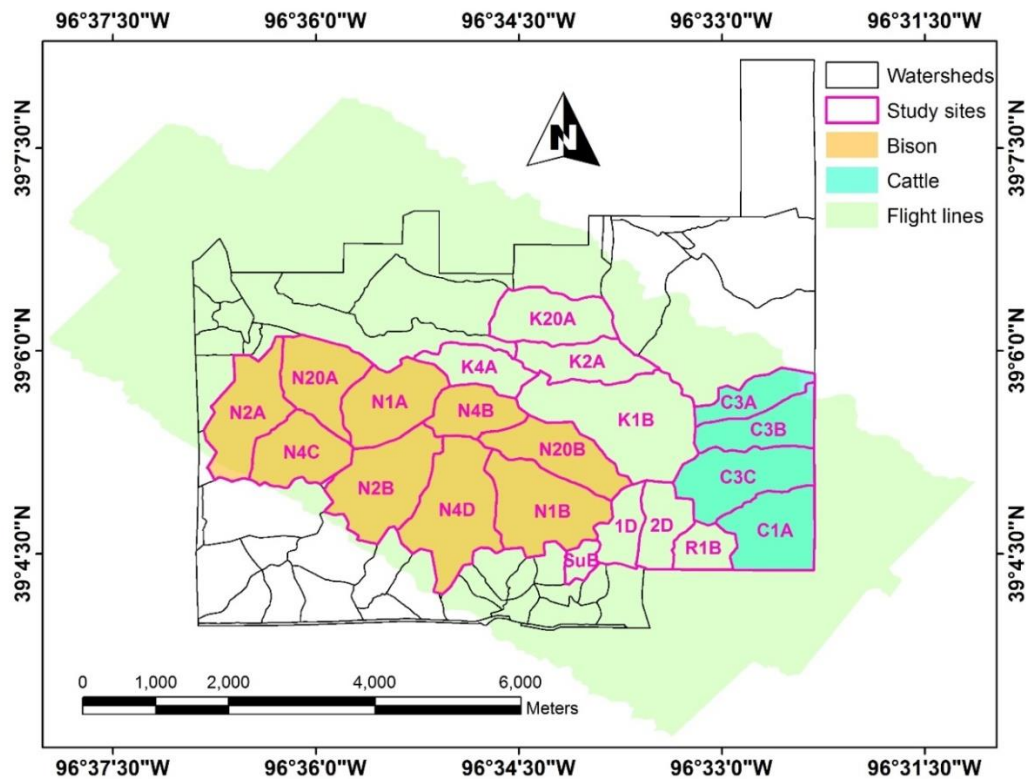 96°37'30"W 96°36'0"W 96°34'30"W 96°33'0"W 96°31'30"W
Watersheds
Study sites
Bison
Cattle
Flight lines
N
39°7'30"N 39°7'30"N
39°6'0"N 39°6'0"N
39°4'30"N 39°4'30"N
K20A
K2A
K4A
N20A
N1A
N2A
N4B
K1B
C3A
C3B
N4C
N20B
C3C
N2B
N4D
N1B
1D
2D
C1A
R1B
SuB
0 1,000 2,000 4,000 6,000
Meters
96°37'30"W 96°36'0"W 96°34'30"W 96°33'0"W 96°31'30"W